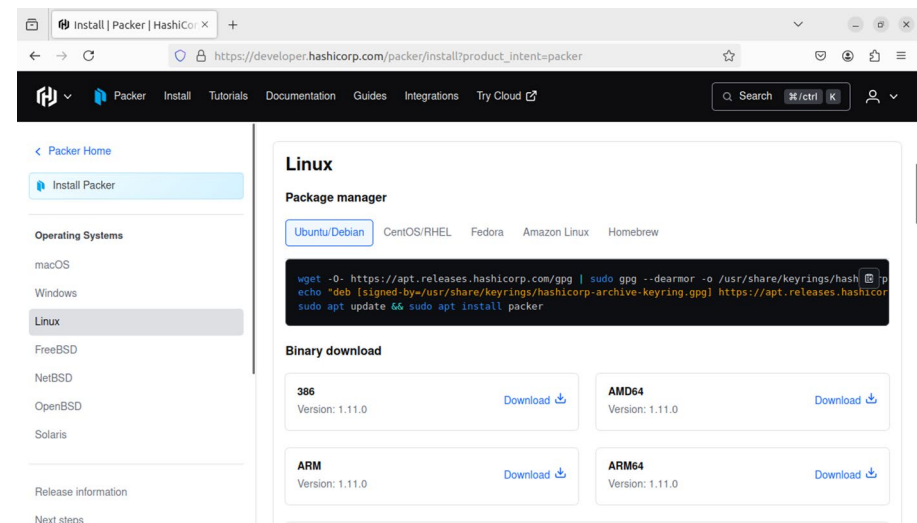 Install | Packer | HashiCor
https://developer.hashicorp.com/packer/install?product_intent=packer
Packer Install Tutorials Documentation Guides Integrations Try Cloud Search ⌘/ctrl K
Packer Home
Install Packer
Operating Systems
macOS
Windows
Linux
FreeBSD
NetBSD
OpenBSD
Solaris
Release information
Next steps
Linux
Package manager
Ubuntu/Debian CentOS/RHEL Fedora Amazon Linux Homebrew
wget -O- https://apt.releases.hashicorp.com/gpg | sudo gpg --dearmor -o /usr/share/keyrings/hash
echo "deb [signed-by=/usr/share/keyrings/hashicorp-archive-keyring.gpg] https://apt.releases.hashicor
sudo apt update && sudo apt install packer
Binary download
386
Version: 1.11.0
Download
AMD64
Version: 1.11.0
Download
ARM
Version: 1.11.0
Download
ARM64
Version: 1.11.0
Download